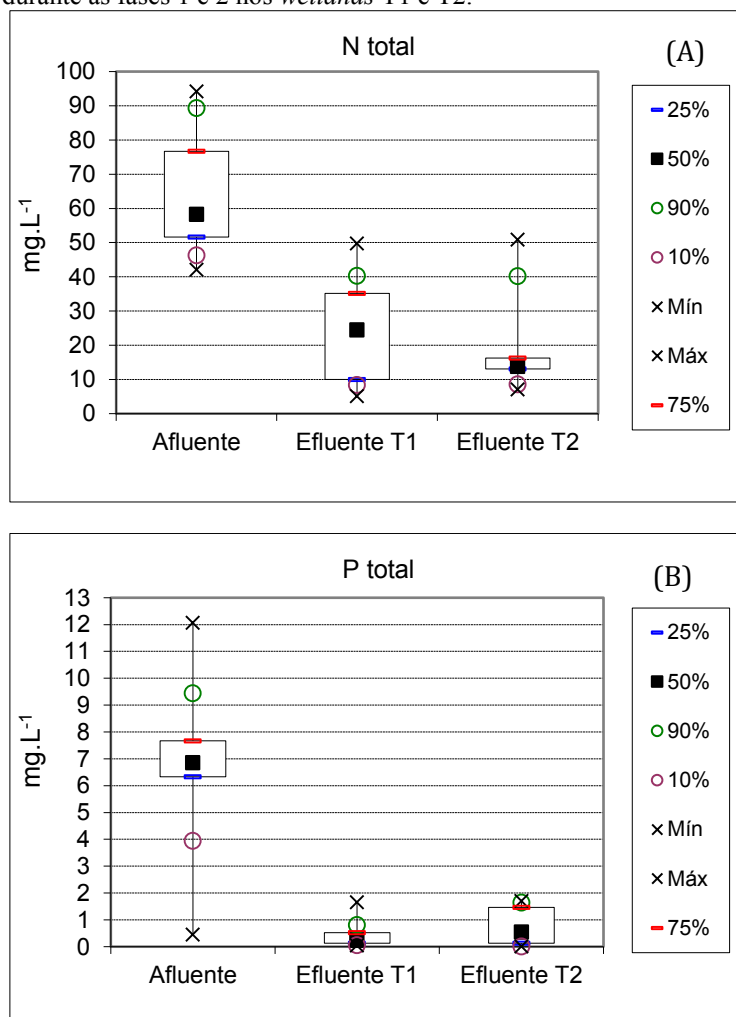 durante as fases 1 e 2 nos wetlands T1 e T2.
N total
(A)
100
90
80
70
60
50
40
30
20
10
0
mg.L⁻¹
Afluente
Efluente T1
Efluente T2
25%
50%
90%
10%
Mín
Máx
75%
P total
(B)
13
12
11
10
9
8
7
6
5
4
3
2
1
0
mg.L⁻¹
Afluente
Efluente T1
Efluente T2
25%
50%
90%
10%
Mín
Máx
75%